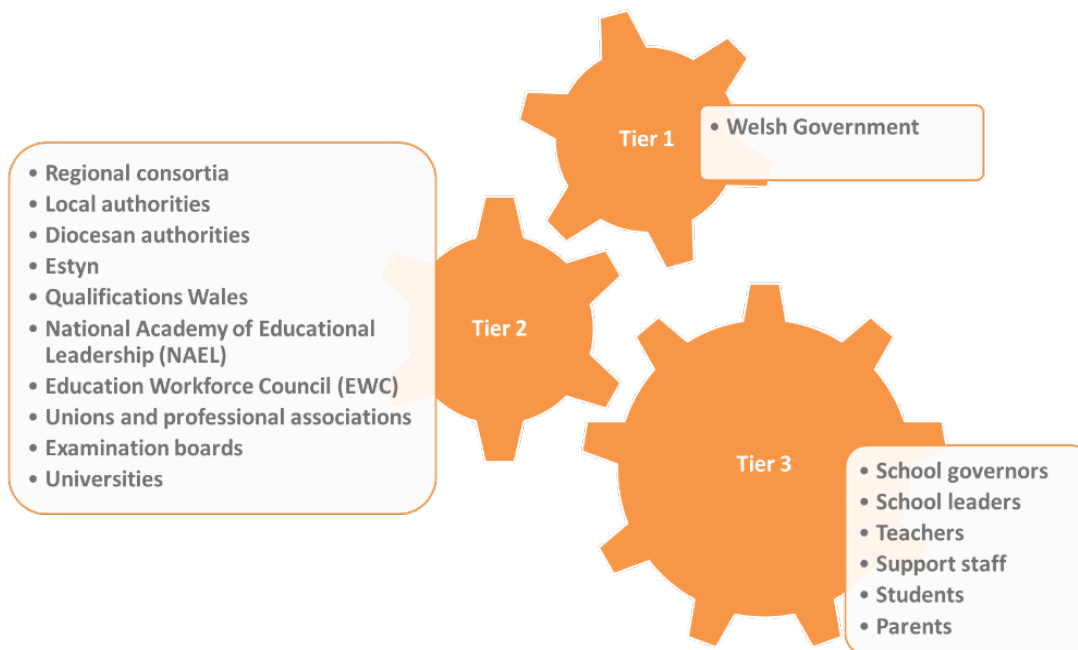 Tier 1
• Welsh Government
• Regional consortia
• Local authorities
• Diocesan authorities
• Estyn
• Qualifications Wales
• National Academy of Educational
Leadership (NAEL)
• Education Workforce Council (EWC)
• Unions and professional associations
• Examination boards
• Universities
Tier 2
Tier 3
• School governors
• School leaders
• Teachers
• Support staff
• Students
• Parents